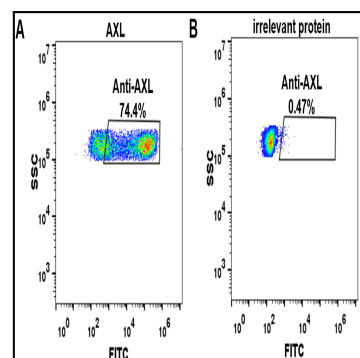 A
AXL
Anti-AXL
74.4%
10^7
10^6
10^5
10^4
10^3
SSC
10^0 10^2 10^4 10^6
FITC
B
irrelevant protein
Anti-AXL
0.47%
10^7
10^6
10^5
10^4
10^3
SSC
10^0 10^2 10^4 10^6
FITC